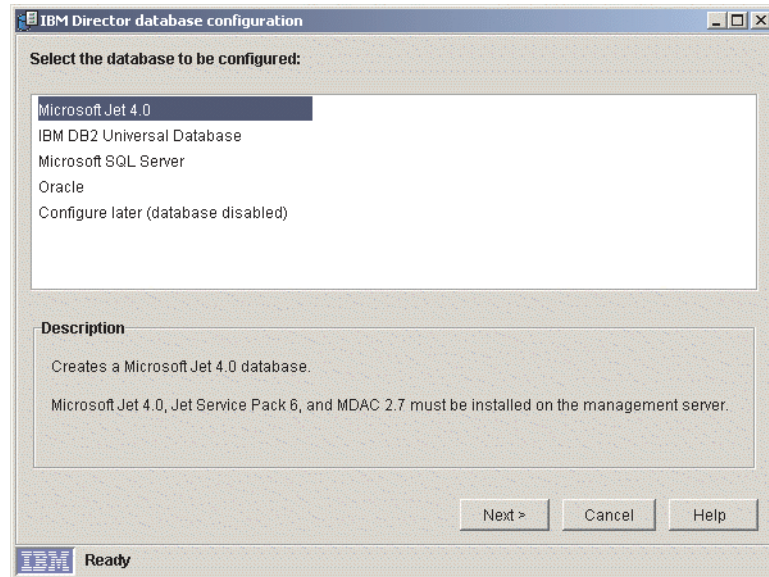 IBM Director database configuration
Select the database to be configured:
Microsoft Jet 4.0
IBM DB2 Universal Database
Microsoft SQL Server
Oracle
Configure later (database disabled)
Description
Creates a Microsoft Jet 4.0 database.
Microsoft Jet 4.0, Jet Service Pack 6, and MDAC 2.7 must be installed on the management server.
Next >
Cancel
Help
IBM
Ready